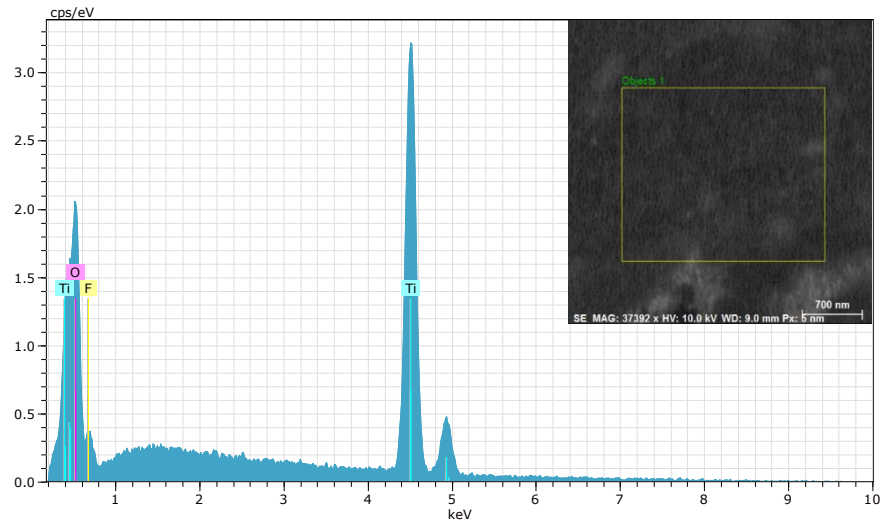 cps/eV
3.0
2.5
2.0
1.5
1.0
0.5
0.0
O
Ti F
Ti
1 2 3 4 5 6 7 8 9 10
keV
Objects 1
700 nm
SE MAG: 37392 x HV: 10.0 kV WD: 9.0 mm Px: 5 nm